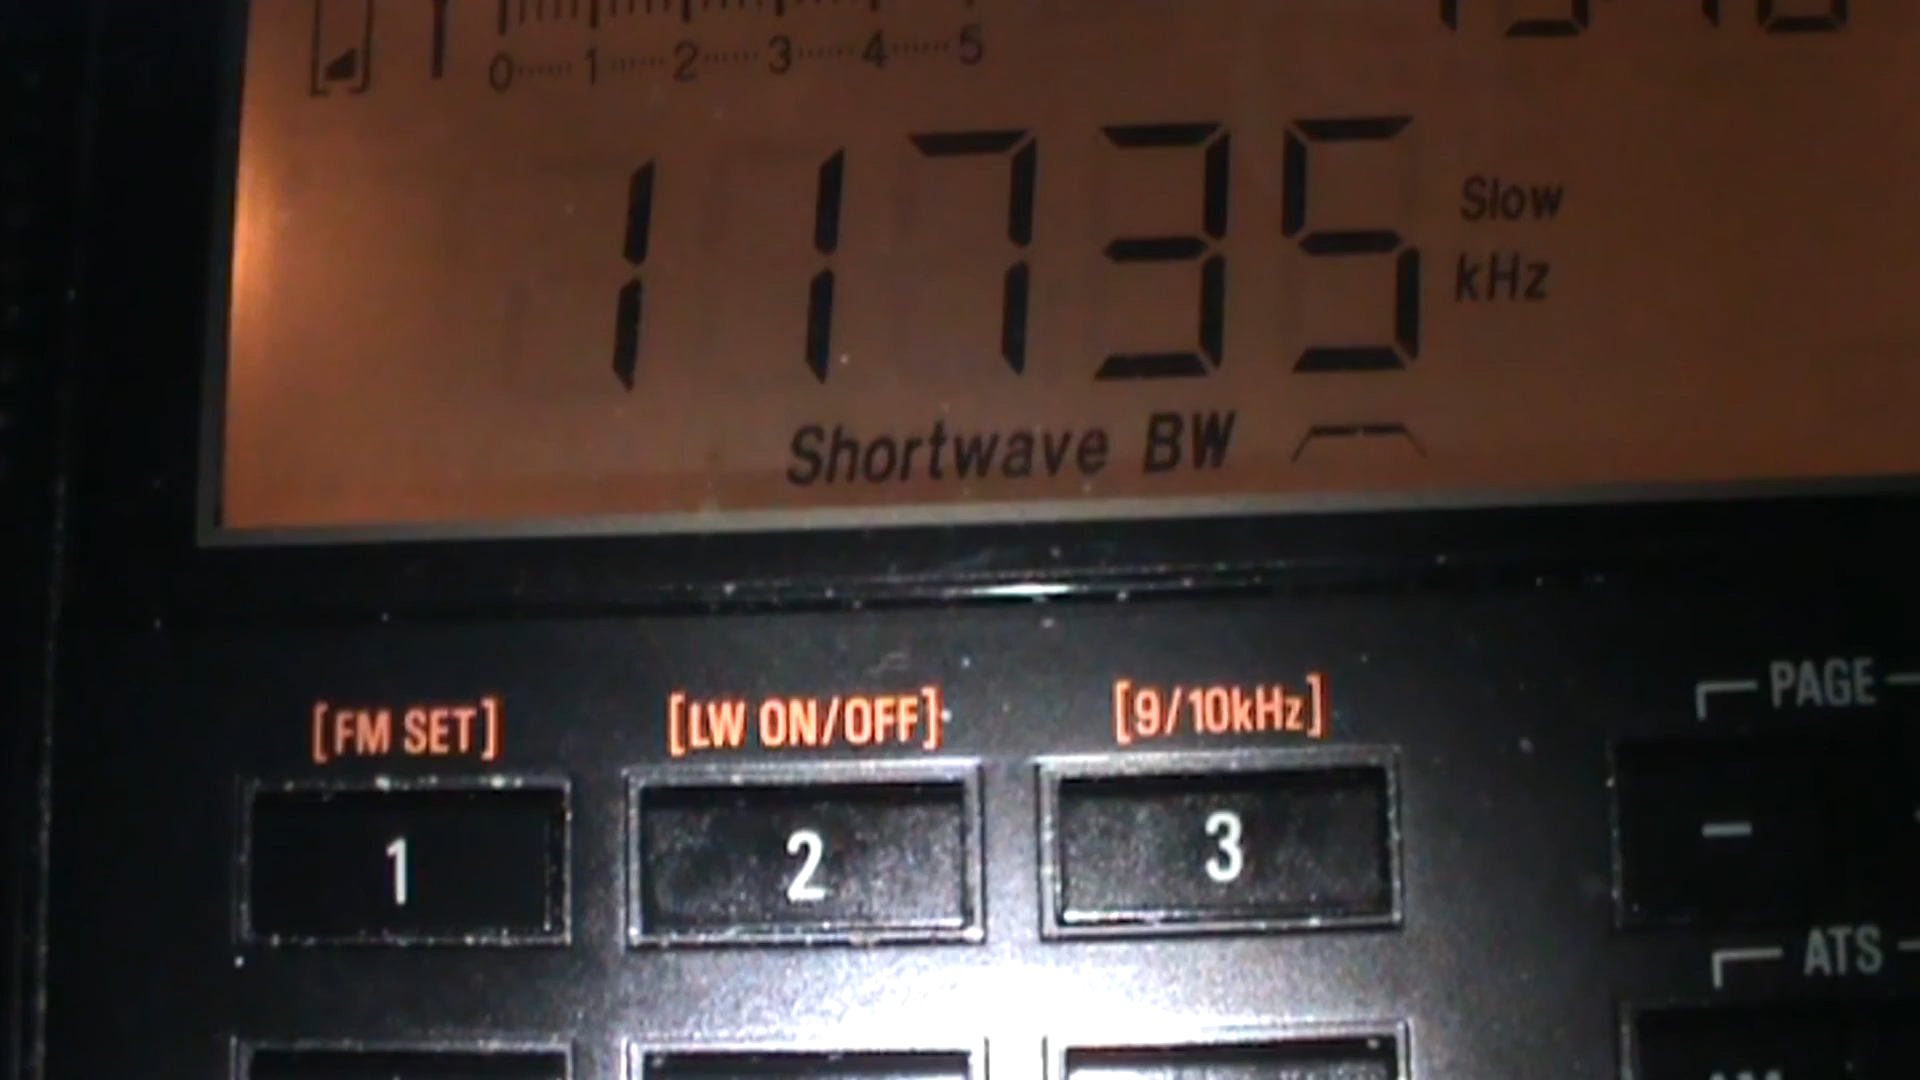 0 1 2 3 4 5
11735 Slow kHz
Shortwave BW
[FM SET] [LW ON/OFF] [9/10kHz]
PAGE
1 2 3 −
ATS